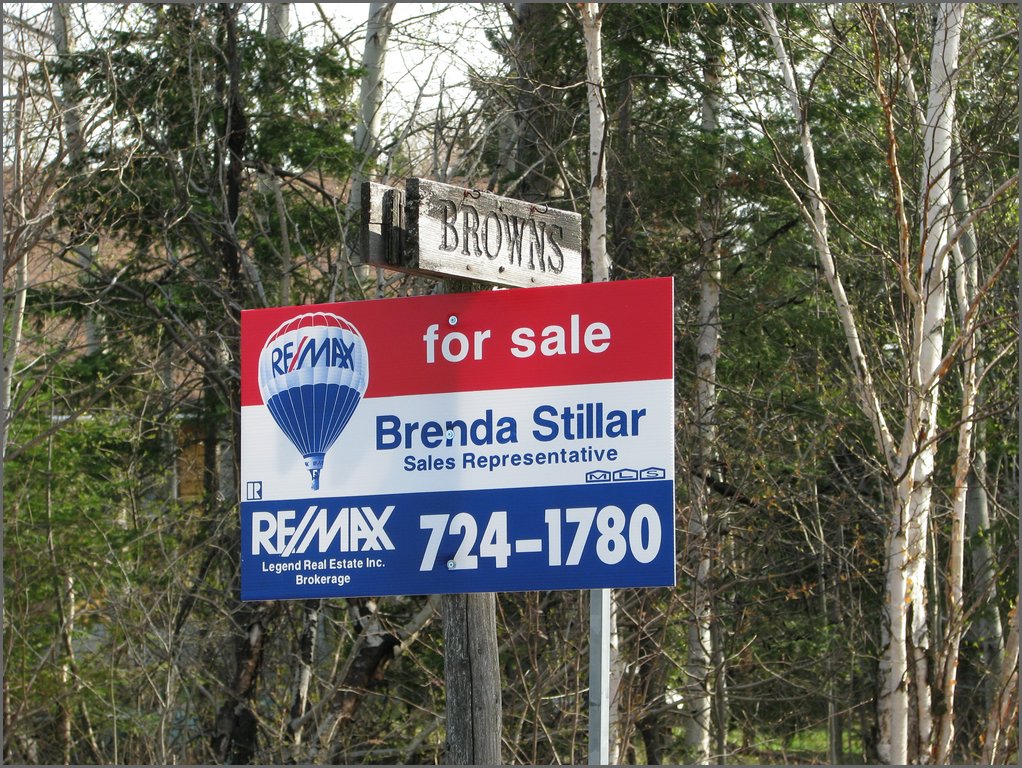 BROWNS
for sale
RE/MAX
Brenda Stillar
Sales Representative
MLS
R
RE/MAX
724-1780
Legend Real Estate Inc.
Brokerage